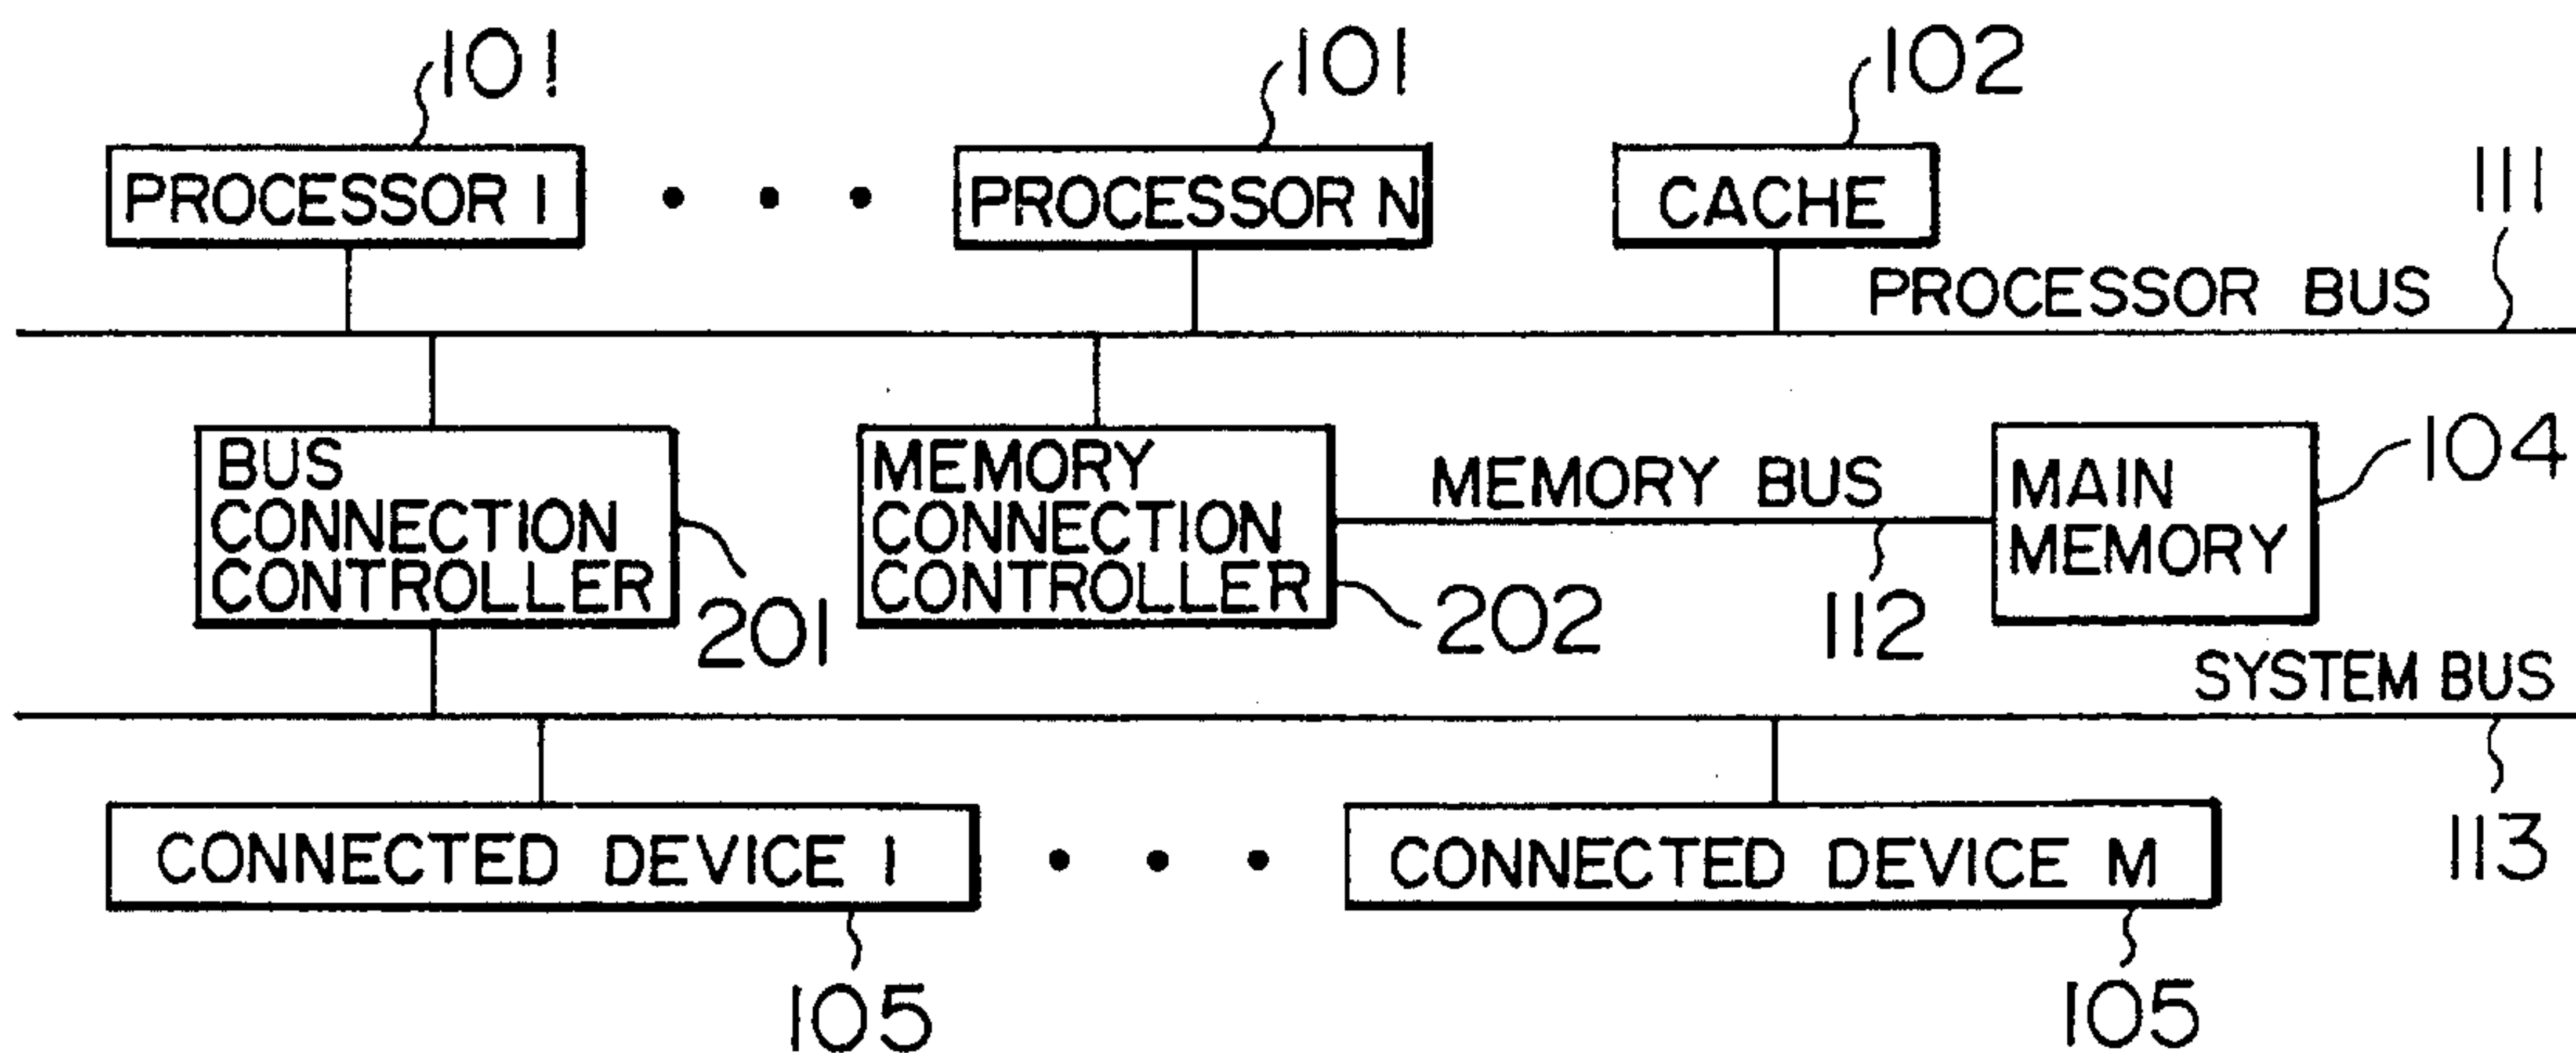 101
101
102
PROCESSOR 1
PROCESSOR N
CACHE
111
PROCESSOR BUS
BUS
CONNECTION
CONTROLLER
201
MEMORY
CONNECTION
CONTROLLER
202
MEMORY BUS
112
MAIN
MEMORY
104
SYSTEM BUS
113
CONNECTED DEVICE 1
CONNECTED DEVICE M
105
105